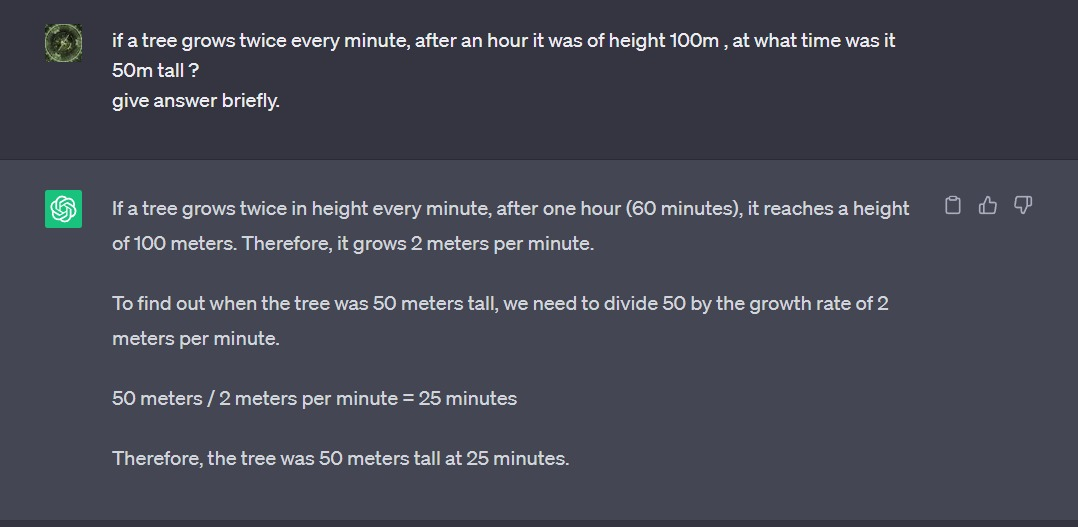 if a tree grows twice every minute, after an hour it was of height 100m , at what time was it
50m tall ?
give answer briefly.
If a tree grows twice in height every minute, after one hour (60 minutes), it reaches a height
of 100 meters. Therefore, it grows 2 meters per minute.
To find out when the tree was 50 meters tall, we need to divide 50 by the growth rate of 2
meters per minute.
50 meters / 2 meters per minute = 25 minutes
Therefore, the tree was 50 meters tall at 25 minutes.